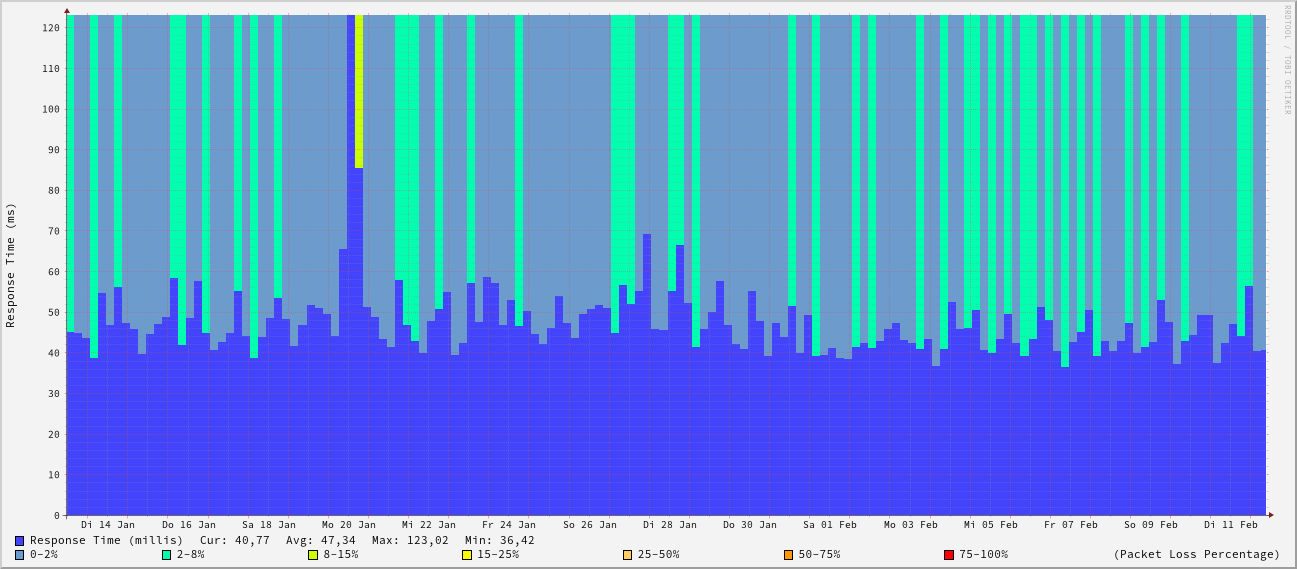 RRDTOOL / TOBI OETIKER
Response Time (ms)
120
110
100
90
80
70
60
50
40
30
20
10
0
Di 14 Jan Do 16 Jan Sa 18 Jan Mo 20 Jan Mi 22 Jan Fr 24 Jan So 26 Jan Di 28 Jan Do 30 Jan Sa 01 Feb Mo 03 Feb Mi 05 Feb Fr 07 Feb So 09 Feb Di 11 Feb
Response Time (millis) Cur: 40,77 Avg: 47,34 Max: 123,02 Min: 36,42
0-2% 2-8% 8-15% 15-25% 25-50% 50-75% 75-100% (Packet Loss Percentage)